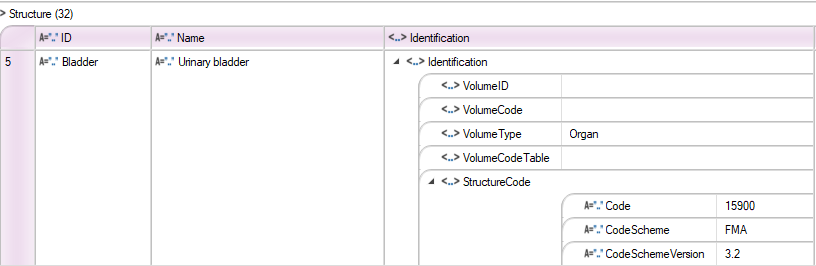 > Structure (32)
A=".." ID A=".." Name <..> Identification
5 A=".." Bladder A=".." Urinary bladder <..> Identification
<..> VolumeID
<..> VolumeCode
<..> VolumeType Organ
<..> VolumeCodeTable
<..> StructureCode
A=".." Code 15900
A=".." CodeScheme FMA
A=".." CodeSchemeVersion 3.2